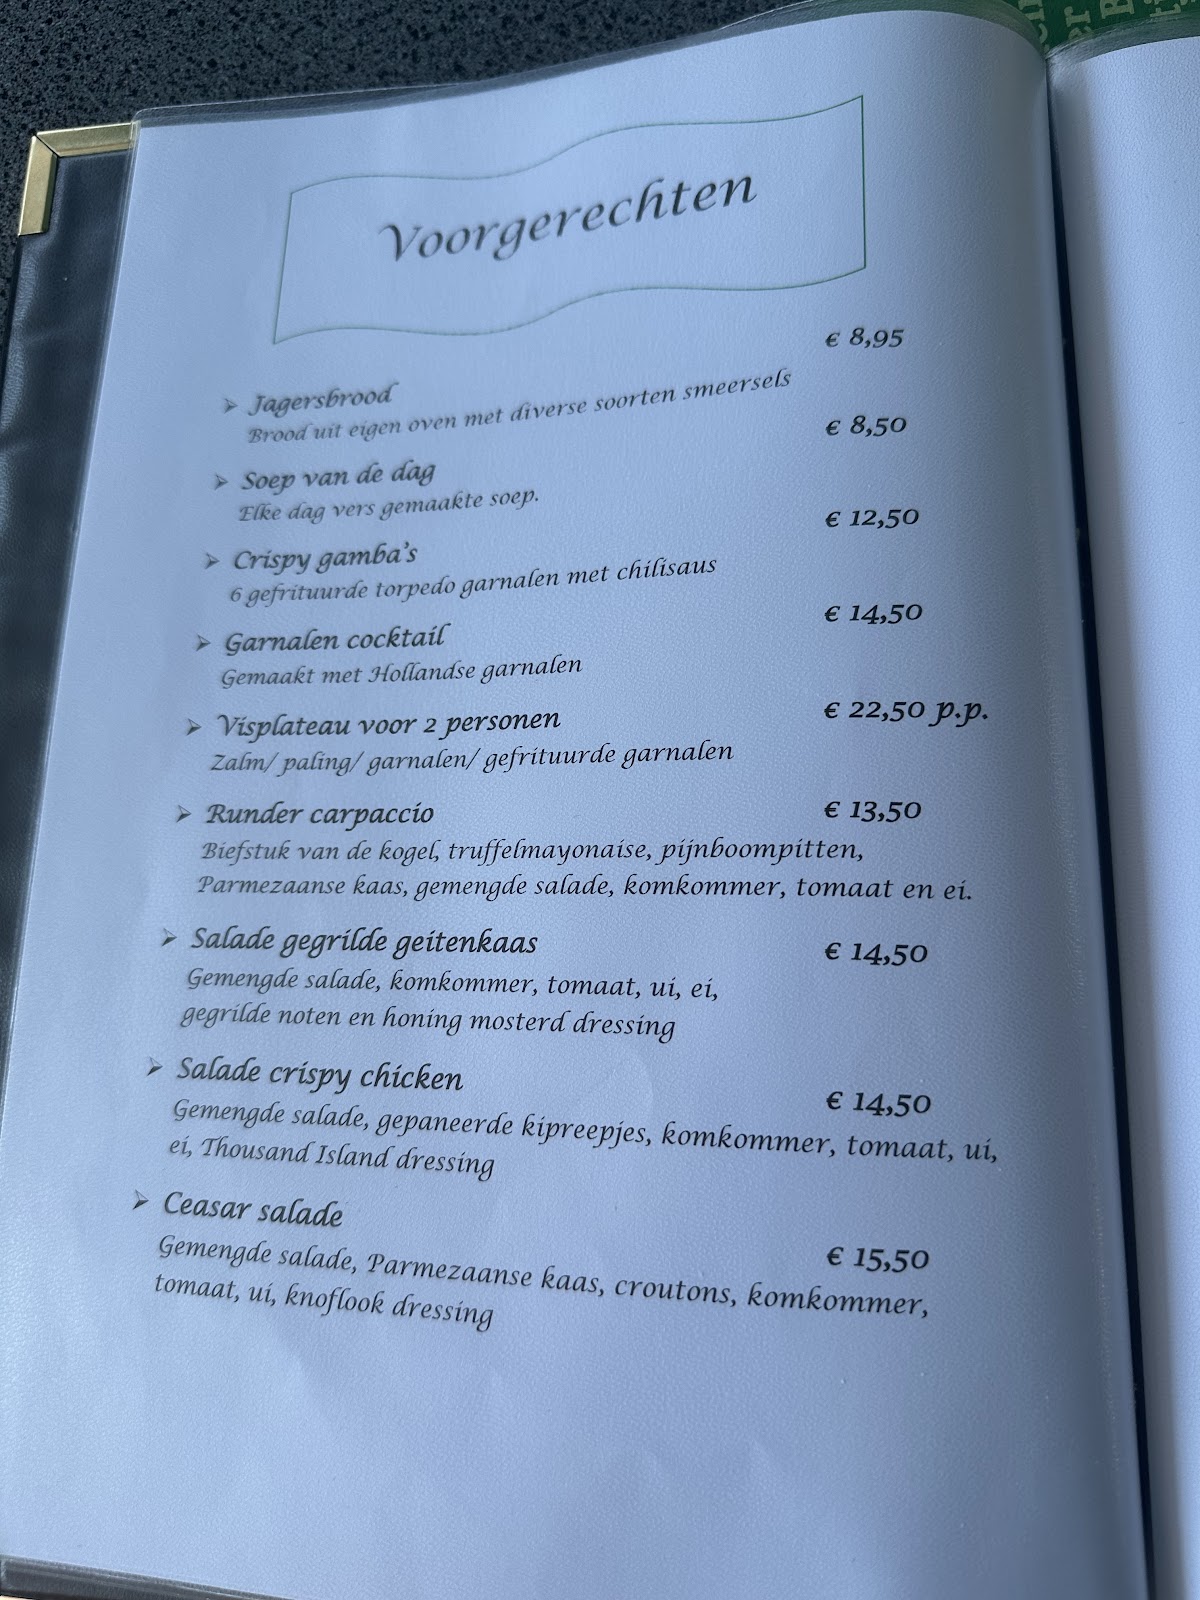 Voorgerechten
➢ Jagersbrood € 8,95
Brood uit eigen oven met diverse soorten smeersels
➢ Soep van de dag € 8,50
Elke dag vers gemaakte soep.
➢ Crispy gamba's € 12,50
6 gefrituurde torpedo garnalen met chilisaus
➢ Garnalen cocktail € 14,50
Gemaakt met Hollandse garnalen
➢ Visplateau voor 2 personen € 22,50 p.p.
Zalm/ paling/ garnalen/ gefrituurde garnalen
➢ Runder carpaccio € 13,50
Biefstuk van de kogel, truffelmayonaise, pijnboompitten,
Parmezaanse kaas, gemengde salade, komkommer, tomaat en ei.
➢ Salade gegrilde geitenkaas € 14,50
Gemengde salade, komkommer, tomaat, ui, ei,
gegrilde noten en honing mosterd dressing
➢ Salade crispy chicken € 14,50
Gemengde salade, gepaneerde kipreepjes, komkommer, tomaat, ui,
ei, Thousand Island dressing
➢ Ceasar salade € 15,50
Gemengde salade, Parmezaanse kaas, croutons, komkommer,
tomaat, ui, knoflook dressing